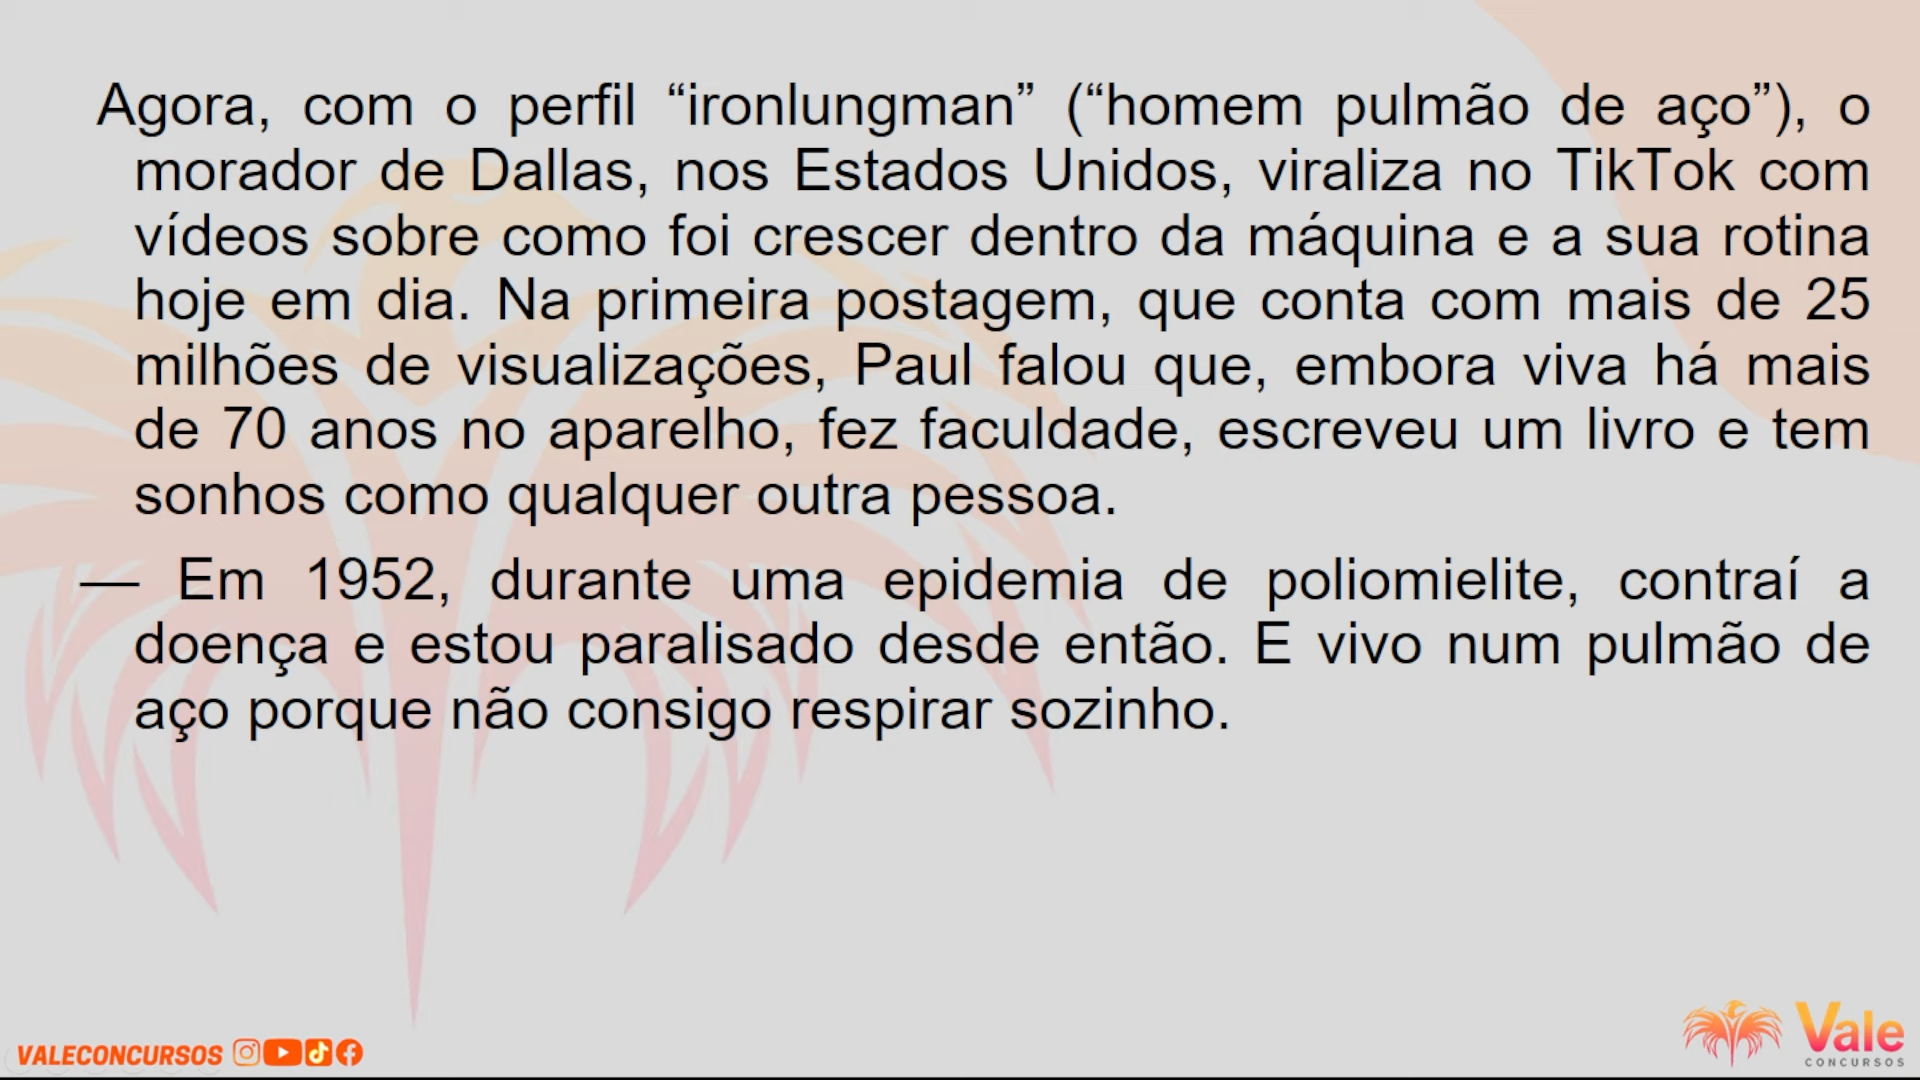 Agora, com o perfil “ironlungman” (“homem pulmão de aço”), o
morador de Dallas, nos Estados Unidos, viraliza no TikTok com
vídeos sobre como foi crescer dentro da máquina e a sua rotina
hoje em dia. Na primeira postagem, que conta com mais de 25
milhões de visualizações, Paul falou que, embora viva há mais
de 70 anos no aparelho, fez faculdade, escreveu um livro e tem
sonhos como qualquer outra pessoa.
— Em 1952, durante uma epidemia de poliomielite, contraí a
doença e estou paralisado desde então. E vivo num pulmão de
aço porque não consigo respirar sozinho.
VALECONCURSOS
Vale
CONCURSOS